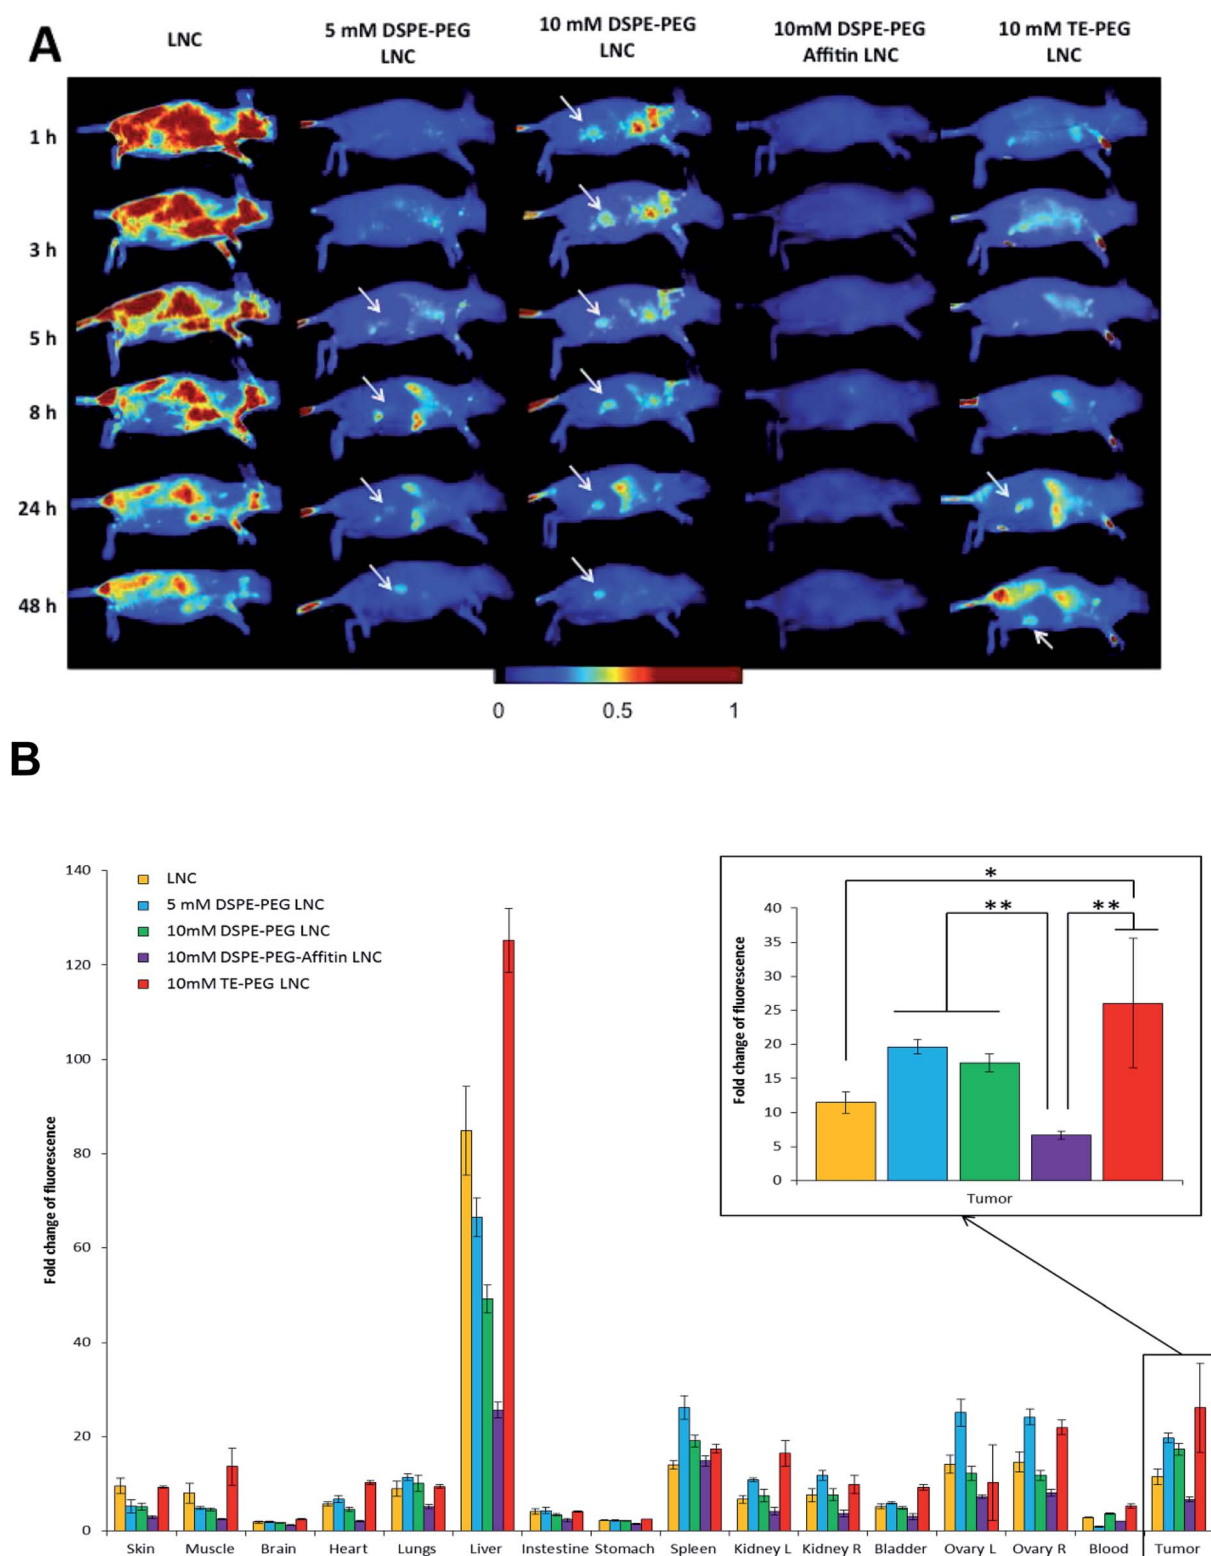 A
LNC
5 mM DSPE-PEG
LNC
10 mM DSPE-PEG
LNC
10mM DSPE-PEG
Affitin LNC
10 mM TE-PEG
LNC
1 h
3 h
5 h
8 h
24 h
48 h
0 0.5 1
B
140
120
100
80
60
40
20
0
Fold change of fluorescence
LNC
5 mM DSPE-PEG LNC
10mM DSPE-PEG LNC
10mM DSPE-PEG-Affitin LNC
10mM TE-PEG LNC
*
** **
40
35
30
25
20
15
10
5
0
Fold change of fluorescence
Tumor
Skin Muscle Brain Heart Lungs Liver Instestine Stomach Spleen Kidney L Kidney R Bladder Ovary L Ovary R Blood Tumor